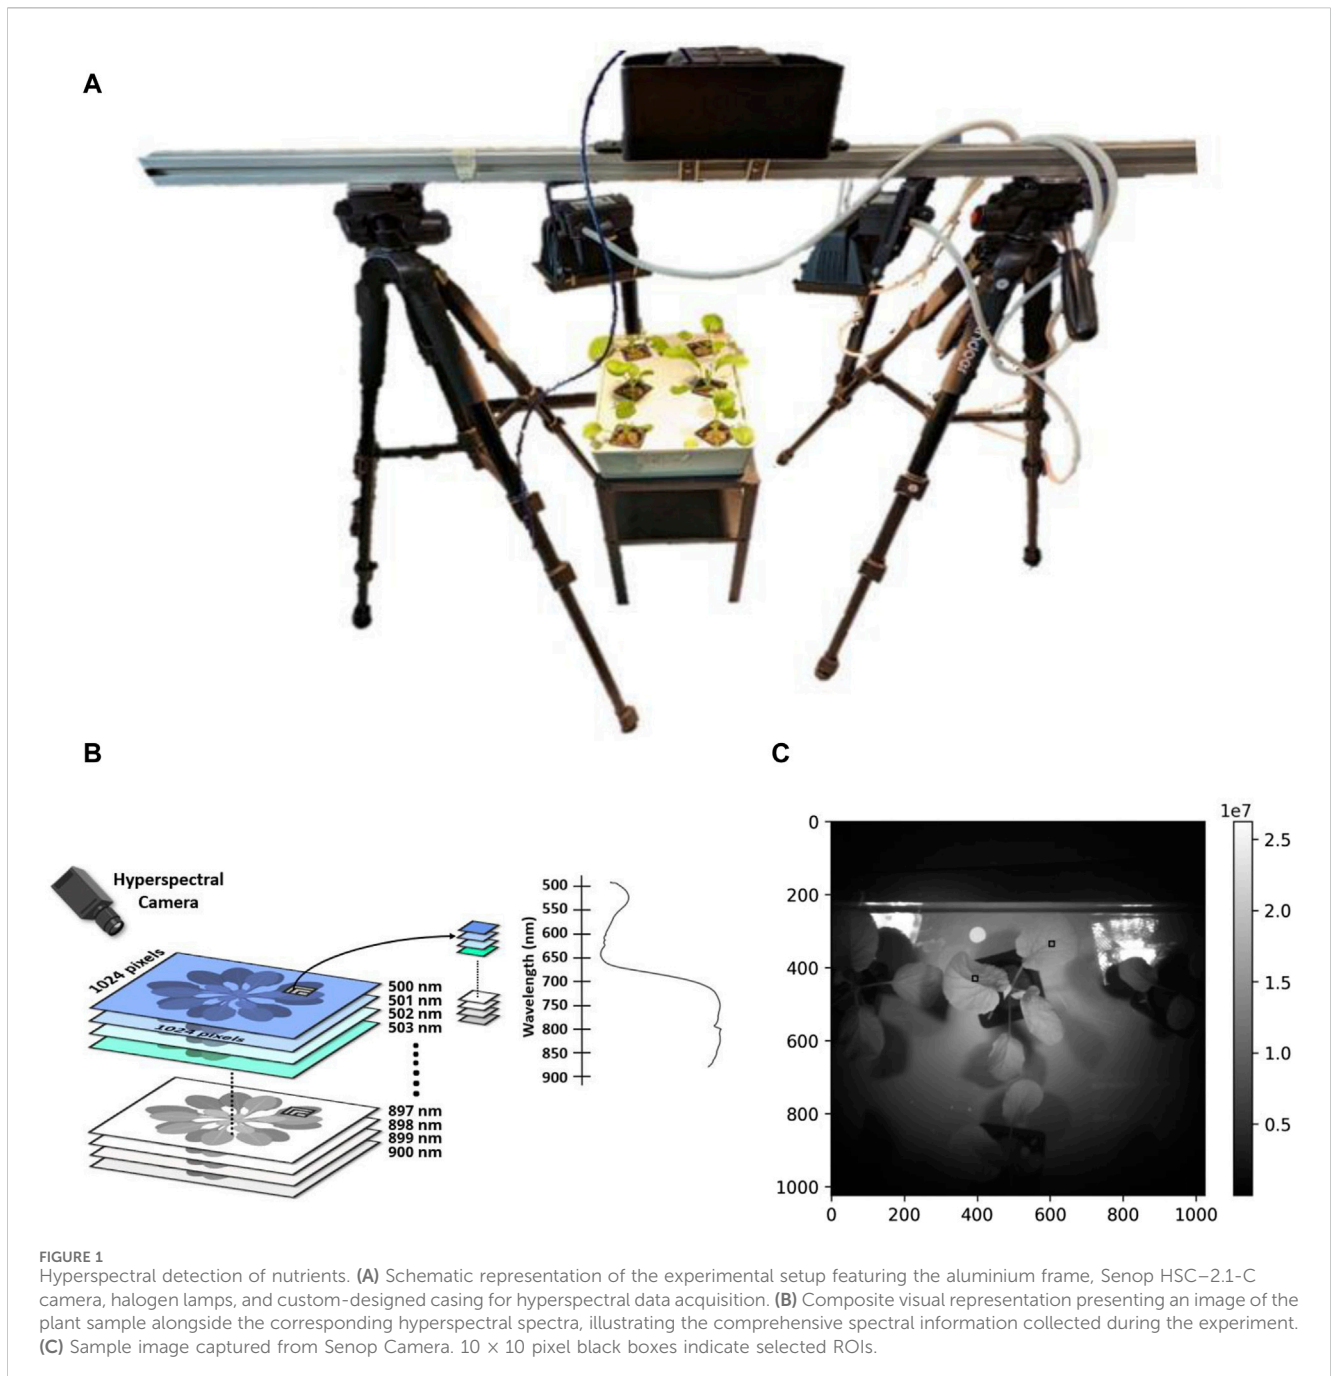 A
B
C
Hyperspectral
Camera
1024 pixels
1024 pixels
500 nm
501 nm
502 nm
503 nm
897 nm
898 nm
899 nm
900 nm
Wavelength (nm)
500
550
600
650
700
750
800
850
900
1e7
0
200
400
600
800
1000
0
200
400
600
800
1000
2.5
2.0
1.5
1.0
0.5
FIGURE 1
Hyperspectral detection of nutrients. (A) Schematic representation of the experimental setup featuring the aluminium frame, Senop HSC–2.1-C
camera, halogen lamps, and custom-designed casing for hyperspectral data acquisition. (B) Composite visual representation presenting an image of the
plant sample alongside the corresponding hyperspectral spectra, illustrating the comprehensive spectral information collected during the experiment.
(C) Sample image captured from Senop Camera. 10 × 10 pixel black boxes indicate selected ROIs.